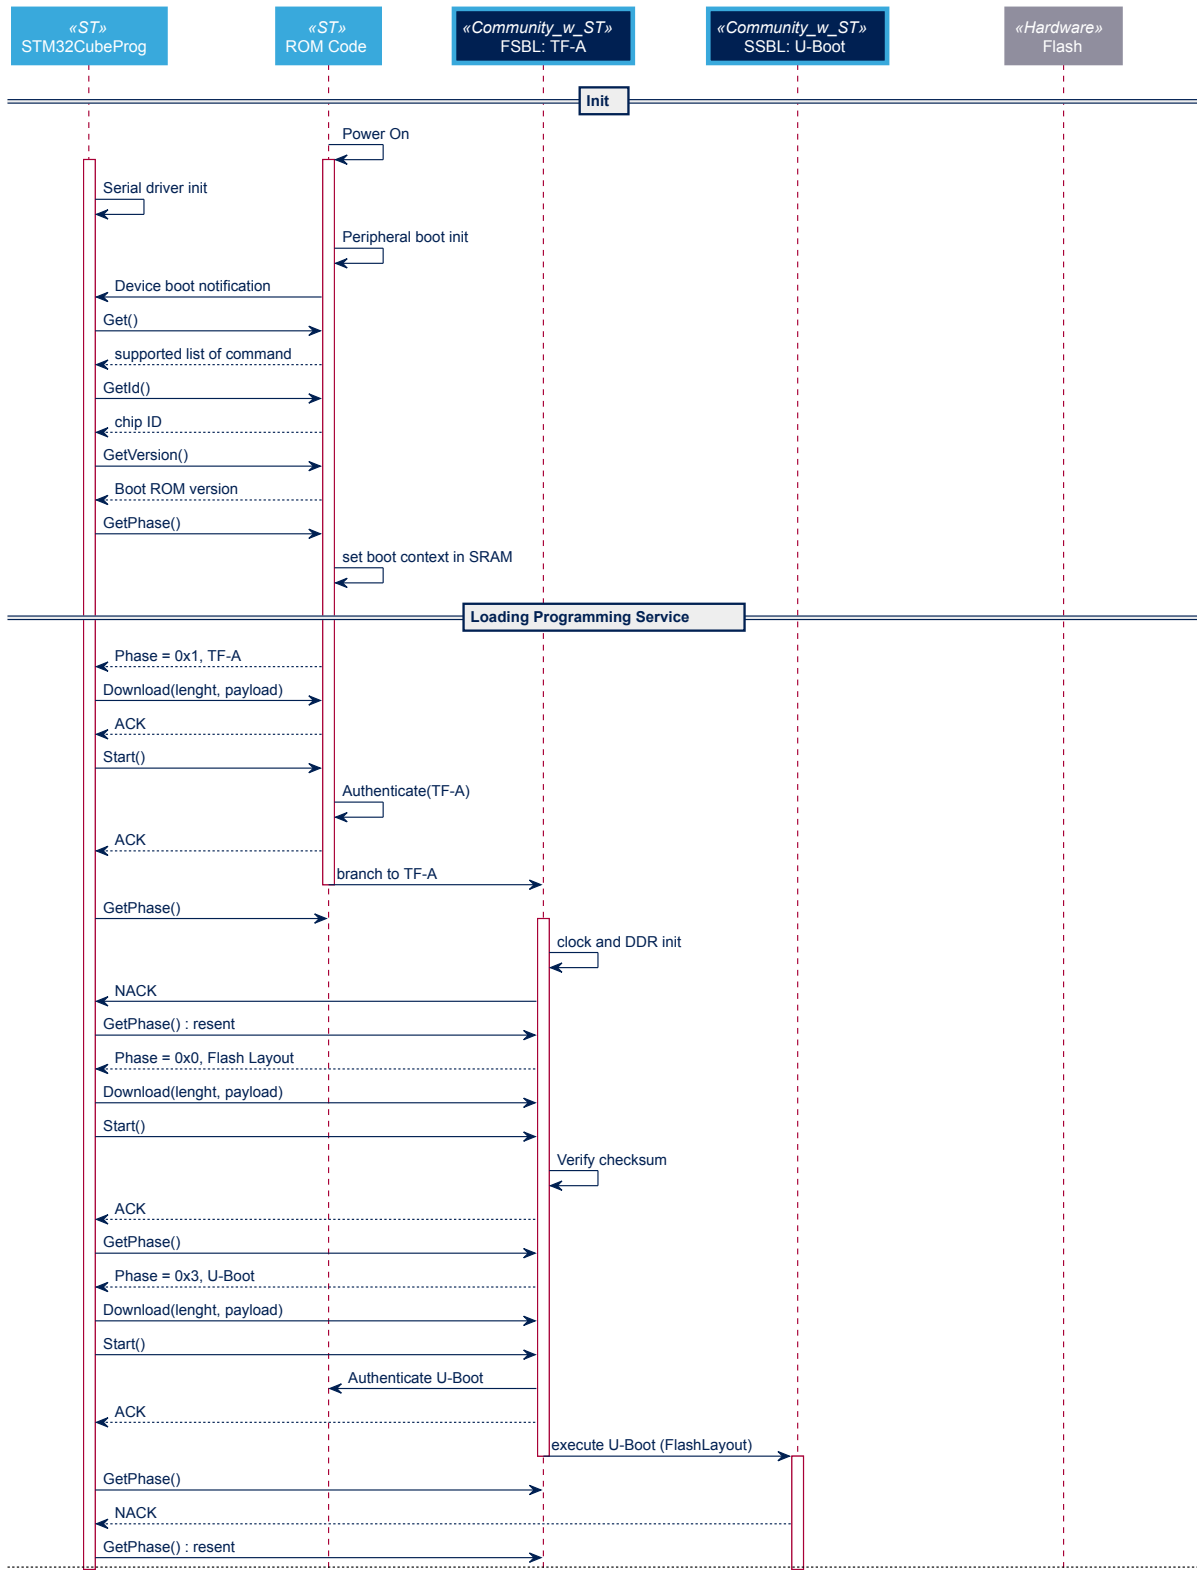 «ST»
STM32CubeProg
«ST»
ROM Code
«Community_w_ST»
FSBL: TF-A
«Community_w_ST»
SSBL: U-Boot
«Hardware»
Flash
Init
Power On
Serial driver init
Peripheral boot init
Device boot notification
Get()
supported list of command
GetId()
chip ID
GetVersion()
Boot ROM version
GetPhase()
set boot context in SRAM
Loading Programming Service
Phase = 0x1, TF-A
Download(lenght, payload)
ACK
Start()
Authenticate(TF-A)
ACK
branch to TF-A
GetPhase()
clock and DDR init
NACK
GetPhase() : resent
Phase = 0x0, Flash Layout
Download(lenght, payload)
Start()
Verify checksum
ACK
GetPhase()
Phase = 0x3, U-Boot
Download(lenght, payload)
Start()
Authenticate U-Boot
ACK
execute U-Boot (FlashLayout)
GetPhase()
NACK
GetPhase() : resent